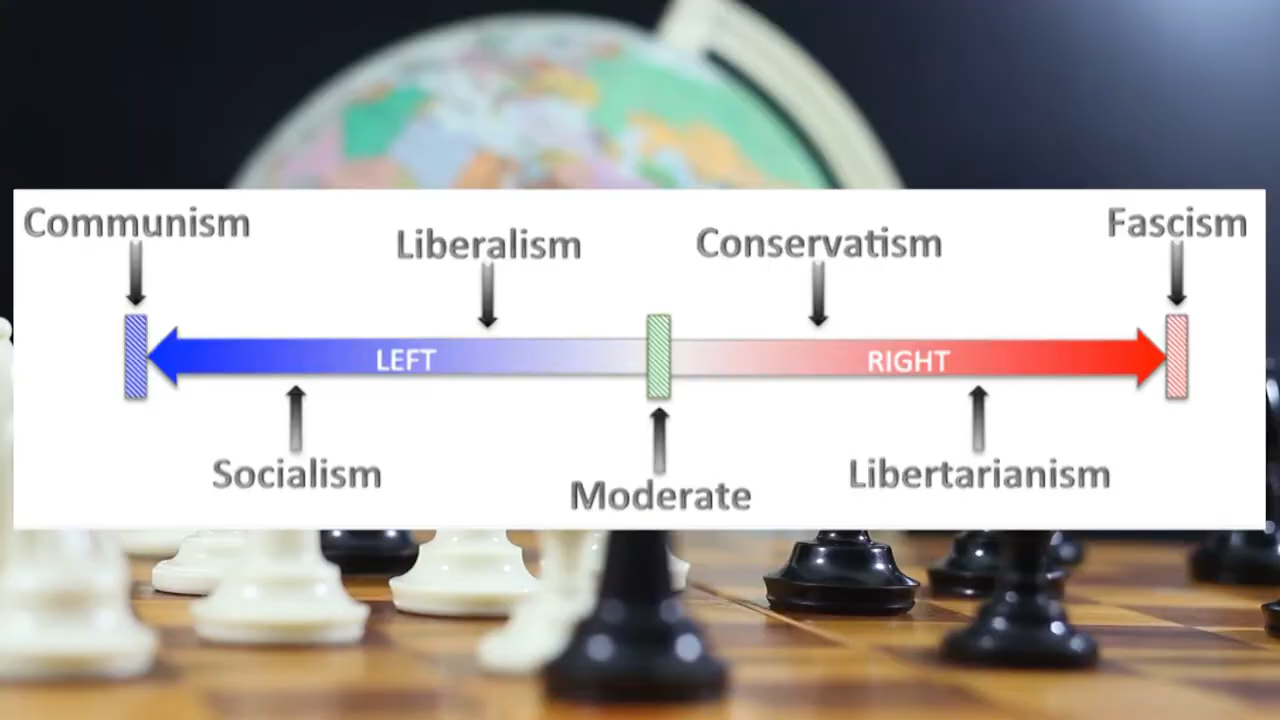 Communism
Fascism
Liberalism
Conservatism
LEFT
RIGHT
Socialism
Libertarianism
Moderate